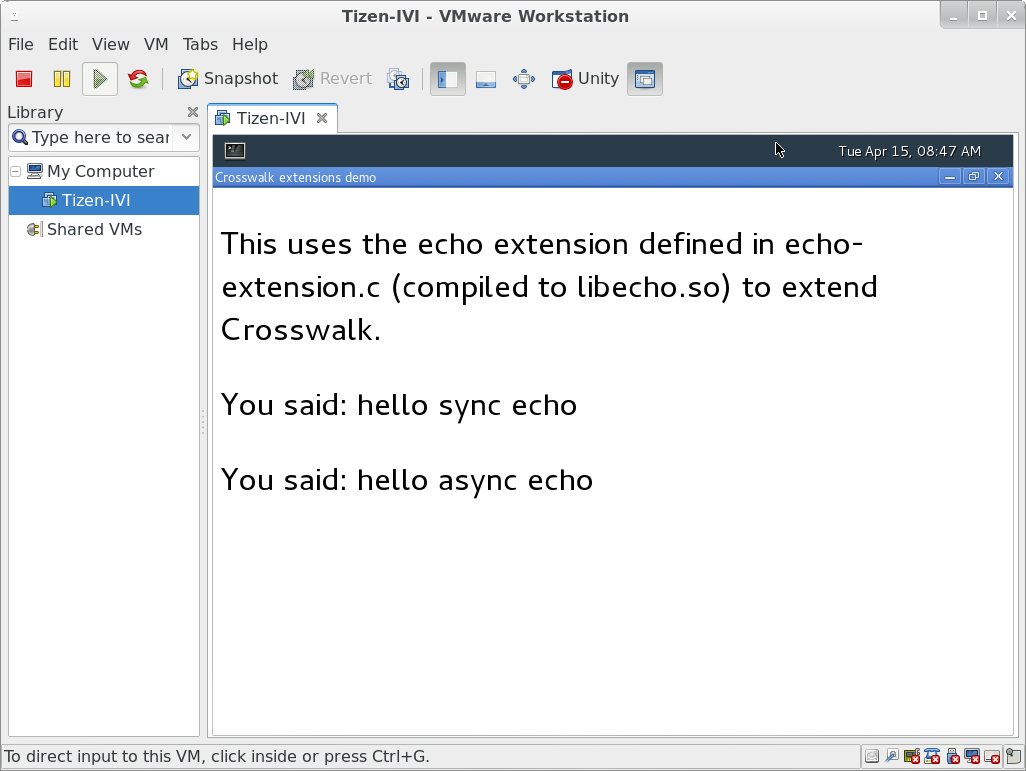 Tizen-IVI - VMware Workstation
File Edit View VM Tabs Help
Snapshot Revert Unity
Library
Type here to sear
My Computer
Tizen-IVI
Shared VMs
Tizen-IVI
Tue Apr 15, 08:47 AM
Crosswalk extensions demo
This uses the echo extension defined in echo-
extension.c (compiled to libecho.so) to extend
Crosswalk.
You said: hello sync echo
You said: hello async echo
To direct input to this VM, click inside or press Ctrl+G.